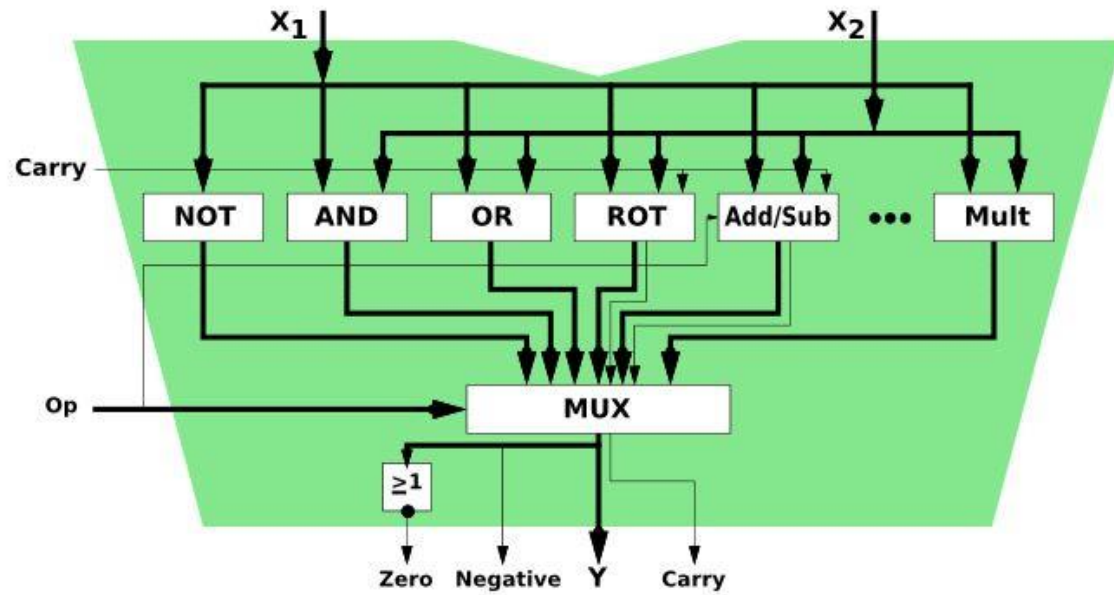 X1 X2
Carry
NOT AND OR ROT Add/Sub ●●● Mult
Op MUX
≥1
Zero Negative Y Carry